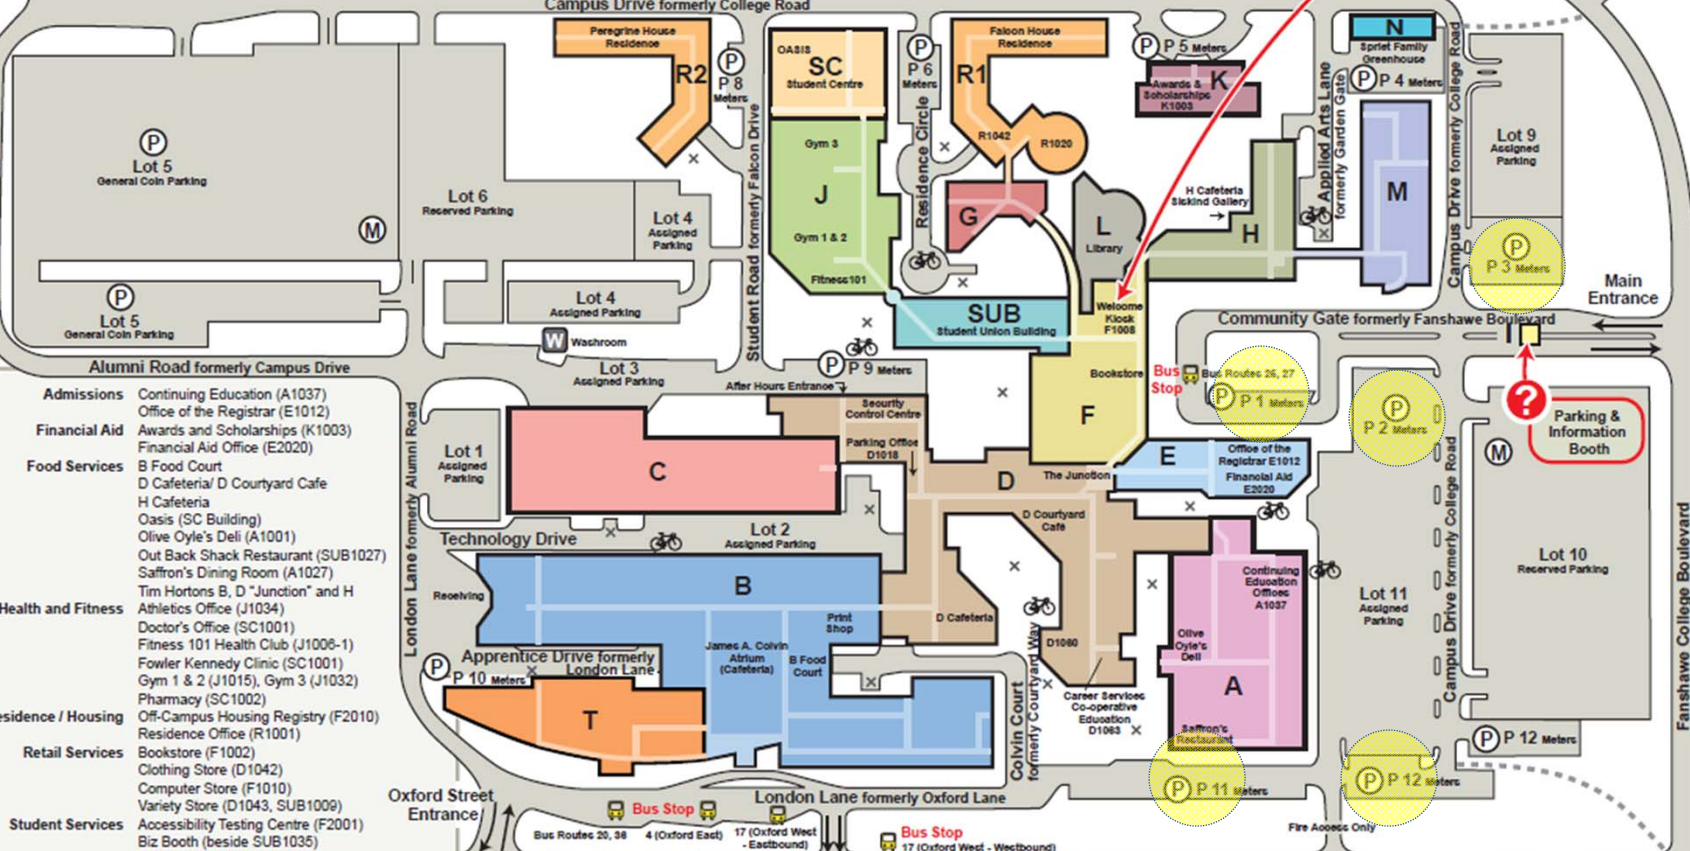 Campus Drive formerly College Road
Peregrine House
Residence
R2
P
P 8
Meters
OASIS
SC
Student Centre
P
P 6
Meters
Falcon House
Residence
R1
R1042
R1020
P
P 5 Meters
Awards &
Scholarships
K1003
K
N
Spriet Family
Greenhouse
P
P 4 Meters
Campus Drive formerly College Road
Lot 9
Assigned
Parking
P
Lot 5
General Coin Parking
M
Lot 6
Reserved Parking
Lot 4
Assigned
Parking
Student Road formerly Falcon Drive
Gym 3
J
Gym 1 & 2
Fitness101
Residence Circle
G
L
Library
H Cafeteria
Siskind Gallery
H
Applied Arts Lane
formerly Garden Gate
M
P
P 3 Meters
Main
Entrance
P
Lot 5
General Coin Parking
Lot 4
Assigned Parking
W
Washroom
SUB
Student Union Building
Welcome
Kiosk
F1008
Community Gate formerly Fanshawe Boulevard
I
Alumni Road formerly Campus Drive
Lot 3
Assigned Parking
P
P 9 Meters
After Hours Entrance
Bookstore
Bus
Stop
Bus Routes 26, 27
P
P 1 Meters
P
P 2 Meters
?
Parking &
Information
Booth
M
F
Admissions Continuing Education (A1037)
Office of the Registrar (E1012)
Financial Aid Awards and Scholarships (K1003)
Financial Aid Office (E2020)
Food Services B Food Court
D Cafeteria/ D Courtyard Cafe
H Cafeteria
Oasis (SC Building)
Olive Oyle's Deli (A1001)
Out Back Shack Restaurant (SUB1027)
Saffron's Dining Room (A1027)
Tim Hortons B, D "Junction" and H
Health and Fitness Athletics Office (J1034)
Doctor's Office (SC1001)
Fitness 101 Health Club (J1006-1)
Fowler Kennedy Clinic (SC1001)
Gym 1 & 2 (J1015), Gym 3 (J1032)
Pharmacy (SC1002)
esidence / Housing Off-Campus Housing Registry (F2010)
Residence Office (R1001)
Retail Services Bookstore (F1002)
Clothing Store (D1042)
Computer Store (F1010)
Variety Store (D1043, SUB1009)
Student Services Accessibility Testing Centre (F2001)
Biz Booth (beside SUB1035)
London Lane formerly Alumni Road
Lot 1
Assigned
Parking
C
Security
Control Centre
Parking Office
D1018
D
The Junction
E
Office of the
Registrar E1012
Financial Aid
E2020
D Courtyard
Café
Technology Drive
Lot 2
Assigned Parking
Receiving
B
Print
Shop
D Cafeteria
James A. Colvin
Atrium
(Cafeteria)
B Food
Court
D1060
Continuing
Education
Offices
A1037
Olive
Oyle's
Deli
A
Saffron's
Restaurant
Lot 11
Assigned
Parking
Campus Drive formerly College Road
Lot 10
Reserved Parking
Fanshawe College Boulevard
Apprentice Drive formerly
London Lane
P
P 10 Meters
T
Career Services
Co-operative
Education
D1063
Colvin Court
formerly Courtyard Way
P
P 12 Meters
P
P 11 Meters
P
P 12 Meters
Oxford Street
Entrance
London Lane formerly Oxford Lane
Bus Stop
Bus Routes 20, 36
4 (Oxford East)
17 (Oxford West
- Eastbound)
Bus Stop
17 (Oxford West - Westbound)
Fire Access Only